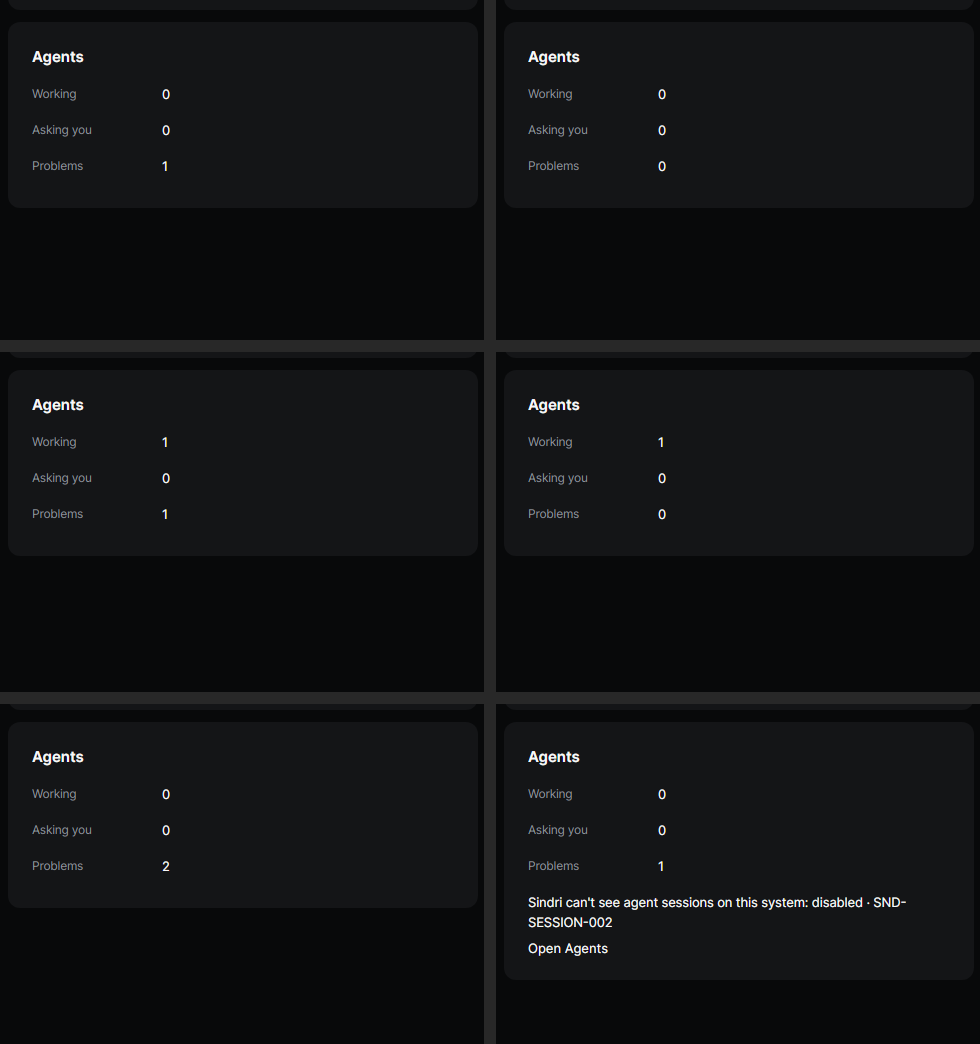 Agents
Working 0
Asking you 0
Problems 1
Agents
Working 0
Asking you 0
Problems 0
Agents
Working 1
Asking you 0
Problems 1
Agents
Working 1
Asking you 0
Problems 0
Agents
Working 0
Asking you 0
Problems 2
Agents
Working 0
Asking you 0
Problems 1
Sindri can't see agent sessions on this system: disabled · SND-
SESSION-002
Open Agents